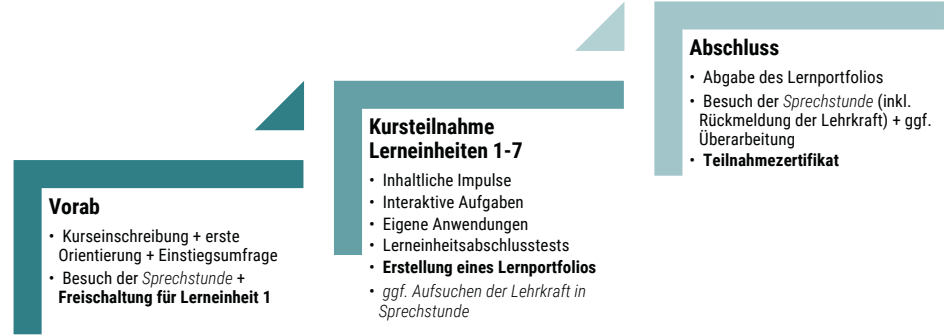 Vorab
• Kurseinschreibung + erste
Orientierung + Einstiegsumfrage
• Besuch der Sprechstunde +
Freischaltung für Lerneinheit 1
Kursteilnahme
Lerneinheiten 1-7
• Inhaltliche Impulse
• Interaktive Aufgaben
• Eigene Anwendungen
• Lerneinheitsabschlusstests
• Erstellung eines Lernportfolios
• ggf. Aufsuchen der Lehrkraft in
Sprechstunde
Abschluss
• Abgabe des Lernportfolios
• Besuch der Sprechstunde (inkl.
Rückmeldung der Lehrkraft) + ggf.
Überarbeitung
• Teilnahmezertifikat